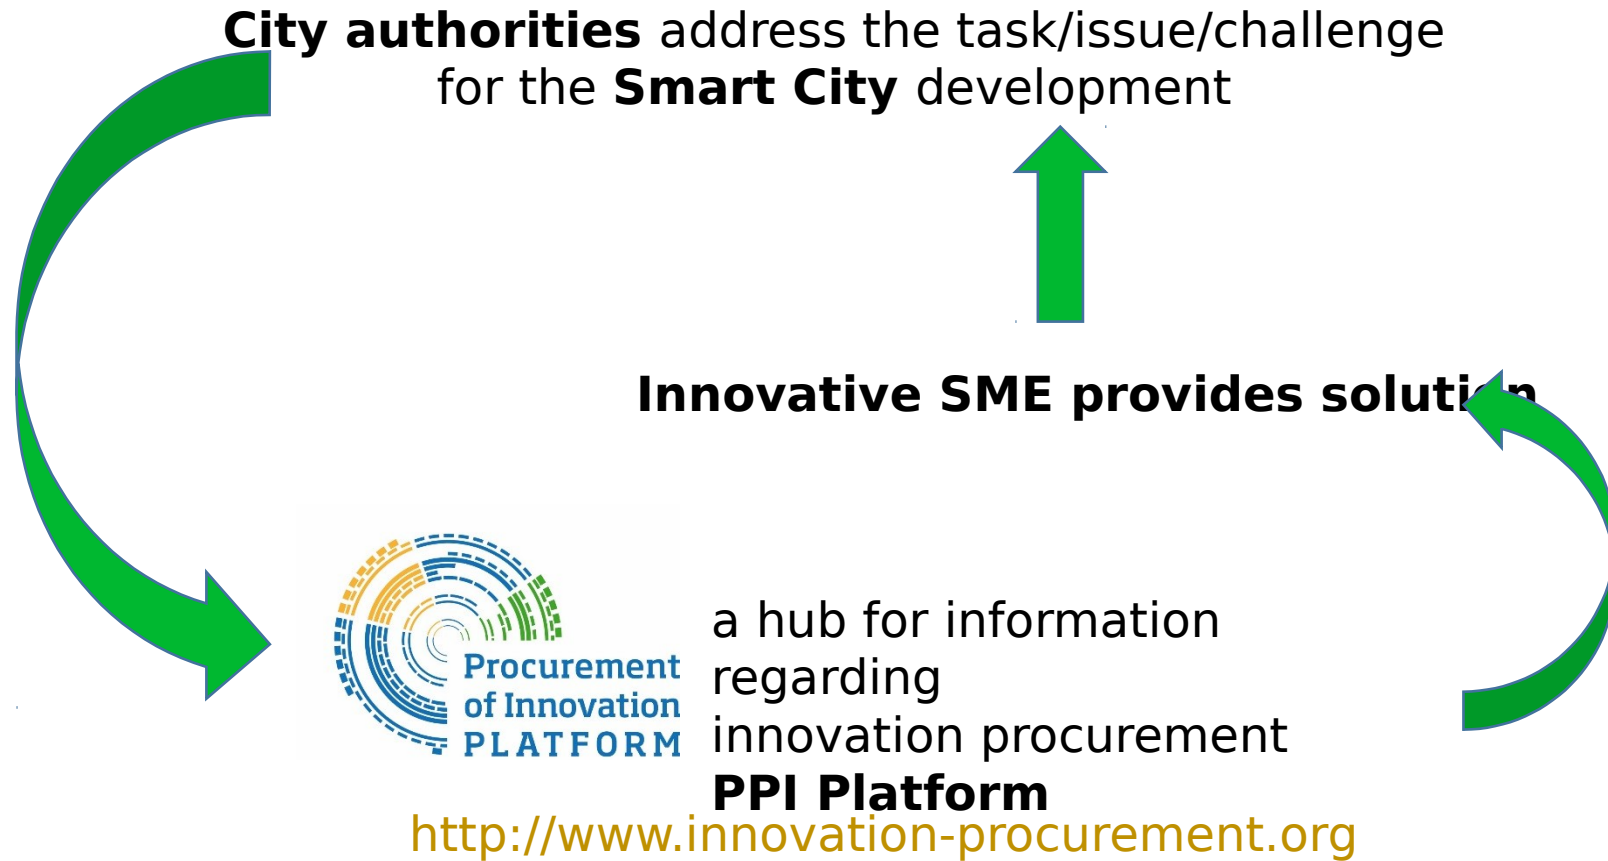 City authorities address the task/issue/challenge
for the Smart City development
Innovative SME provides solution
Procurement
of Innovation
PLATFORM
a hub for information
regarding
innovation procurement
PPI Platform
http://www.innovation-procurement.org